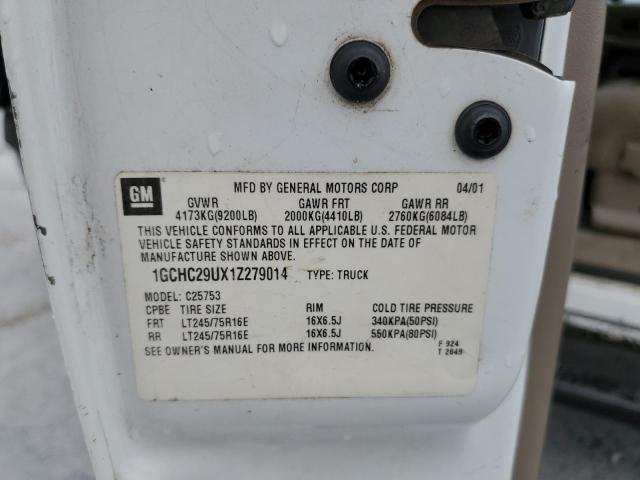 GM
MFD BY GENERAL MOTORS CORP 04/01
GVWR GAWR FRT GAWR RR
4173KG(9200LB) 2000KG(4410LB) 2760KG(6084LB)
THIS VEHICLE CONFORMS TO ALL APPLICABLE U.S. FEDERAL MOTOR
VEHICLE SAFETY STANDARDS IN EFFECT ON THE DATE OF
MANUFACTURE SHOWN ABOVE.
1GCHC29UX1Z279014 TYPE: TRUCK
MODEL: C25753
CPBE TIRE SIZE RIM COLD TIRE PRESSURE
FRT LT245/75R16E 16X6.5J 340KPA(50PSI)
RR LT245/75R16E 16X6.5J 550KPA(80PSI)
SEE OWNER'S MANUAL FOR MORE INFORMATION.
F 924
T 2849